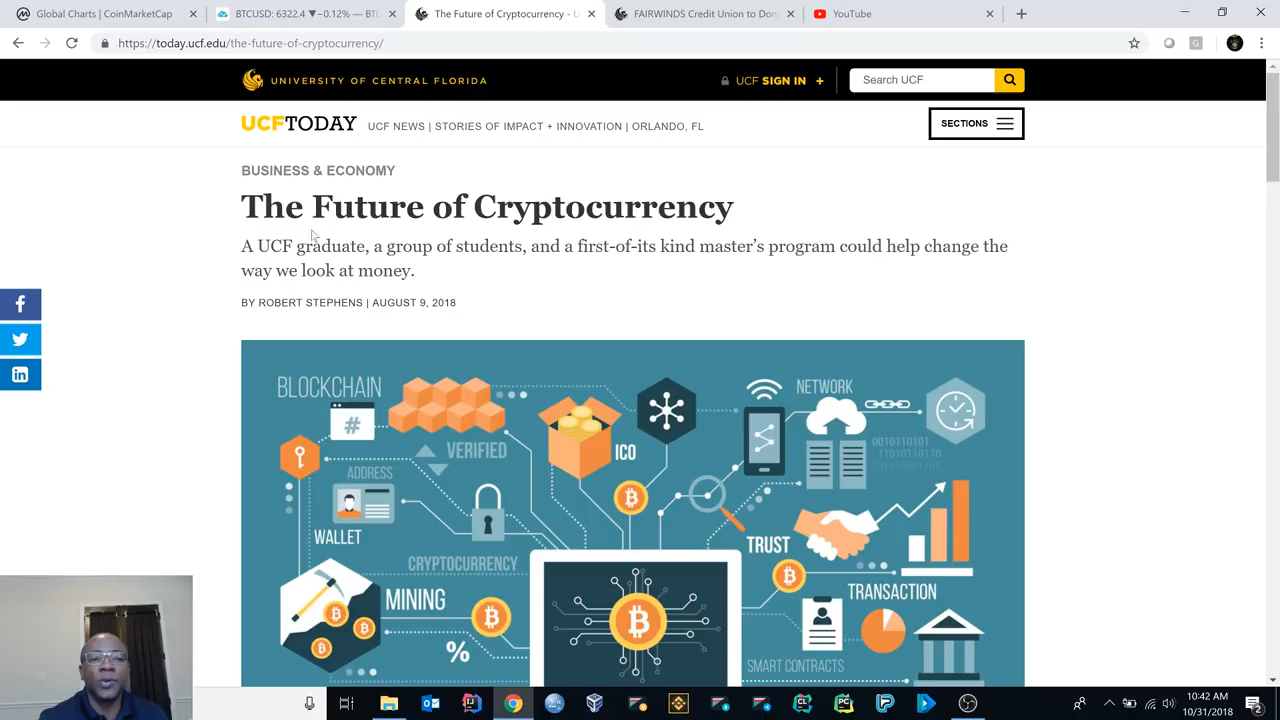 Global Charts | CoinMarketCap
BTCUSD: 6322.4 ▼−0.12% — BTC
The Future of Cryptocurrency - U
FAIRWINDS Credit Union to Don
YouTube
https://today.ucf.edu/the-future-of-cryptocurrency/
UNIVERSITY OF CENTRAL FLORIDA
UCF SIGN IN +
Search UCF
UCFTODAY
UCF NEWS | STORIES OF IMPACT + INNOVATION | ORLANDO, FL
SECTIONS
BUSINESS & ECONOMY
The Future of Cryptocurrency
A UCF graduate, a group of students, and a first-of-its kind master's program could help change the
way we look at money.
BY ROBERT STEPHENS | AUGUST 9, 2018
BLOCKCHAIN
#
VERIFIED
ADDRESS
WALLET
CRYPTOCURRENCY
MINING
%
ICO
NETWORK
0010110101
TRUST
TRANSACTION
SMART CONTRACTS
10:42 AM
10/31/2018